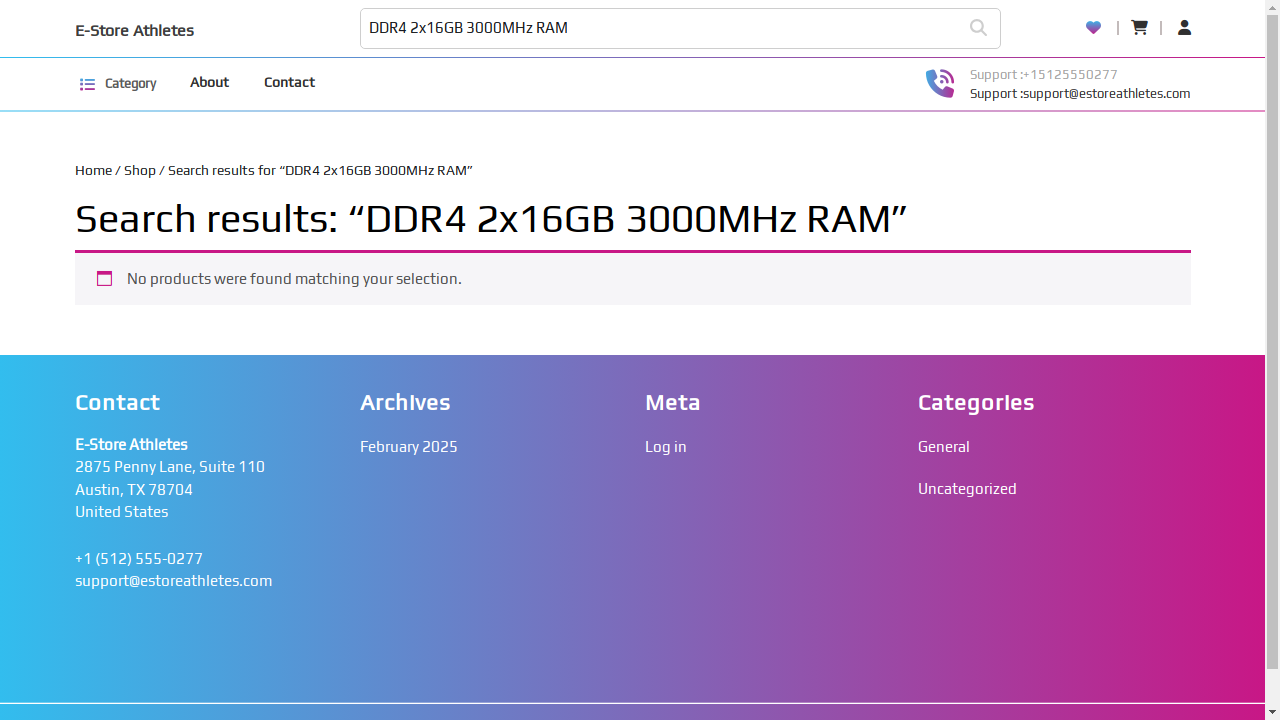 E-Store Athletes
DDR4 2x16GB 3000MHz RAM
Category
About
Contact
Support :+15125550277
Support :support@estoreathletes.com
Home / Shop / Search results for “DDR4 2x16GB 3000MHz RAM”
Search results: “DDR4 2x16GB 3000MHz RAM”
No products were found matching your selection.
Contact
E-Store Athletes
2875 Penny Lane, Suite 110
Austin, TX 78704
United States
+1 (512) 555-0277
support@estoreathletes.com
Archives
February 2025
Meta
Log in
Categories
General
Uncategorized